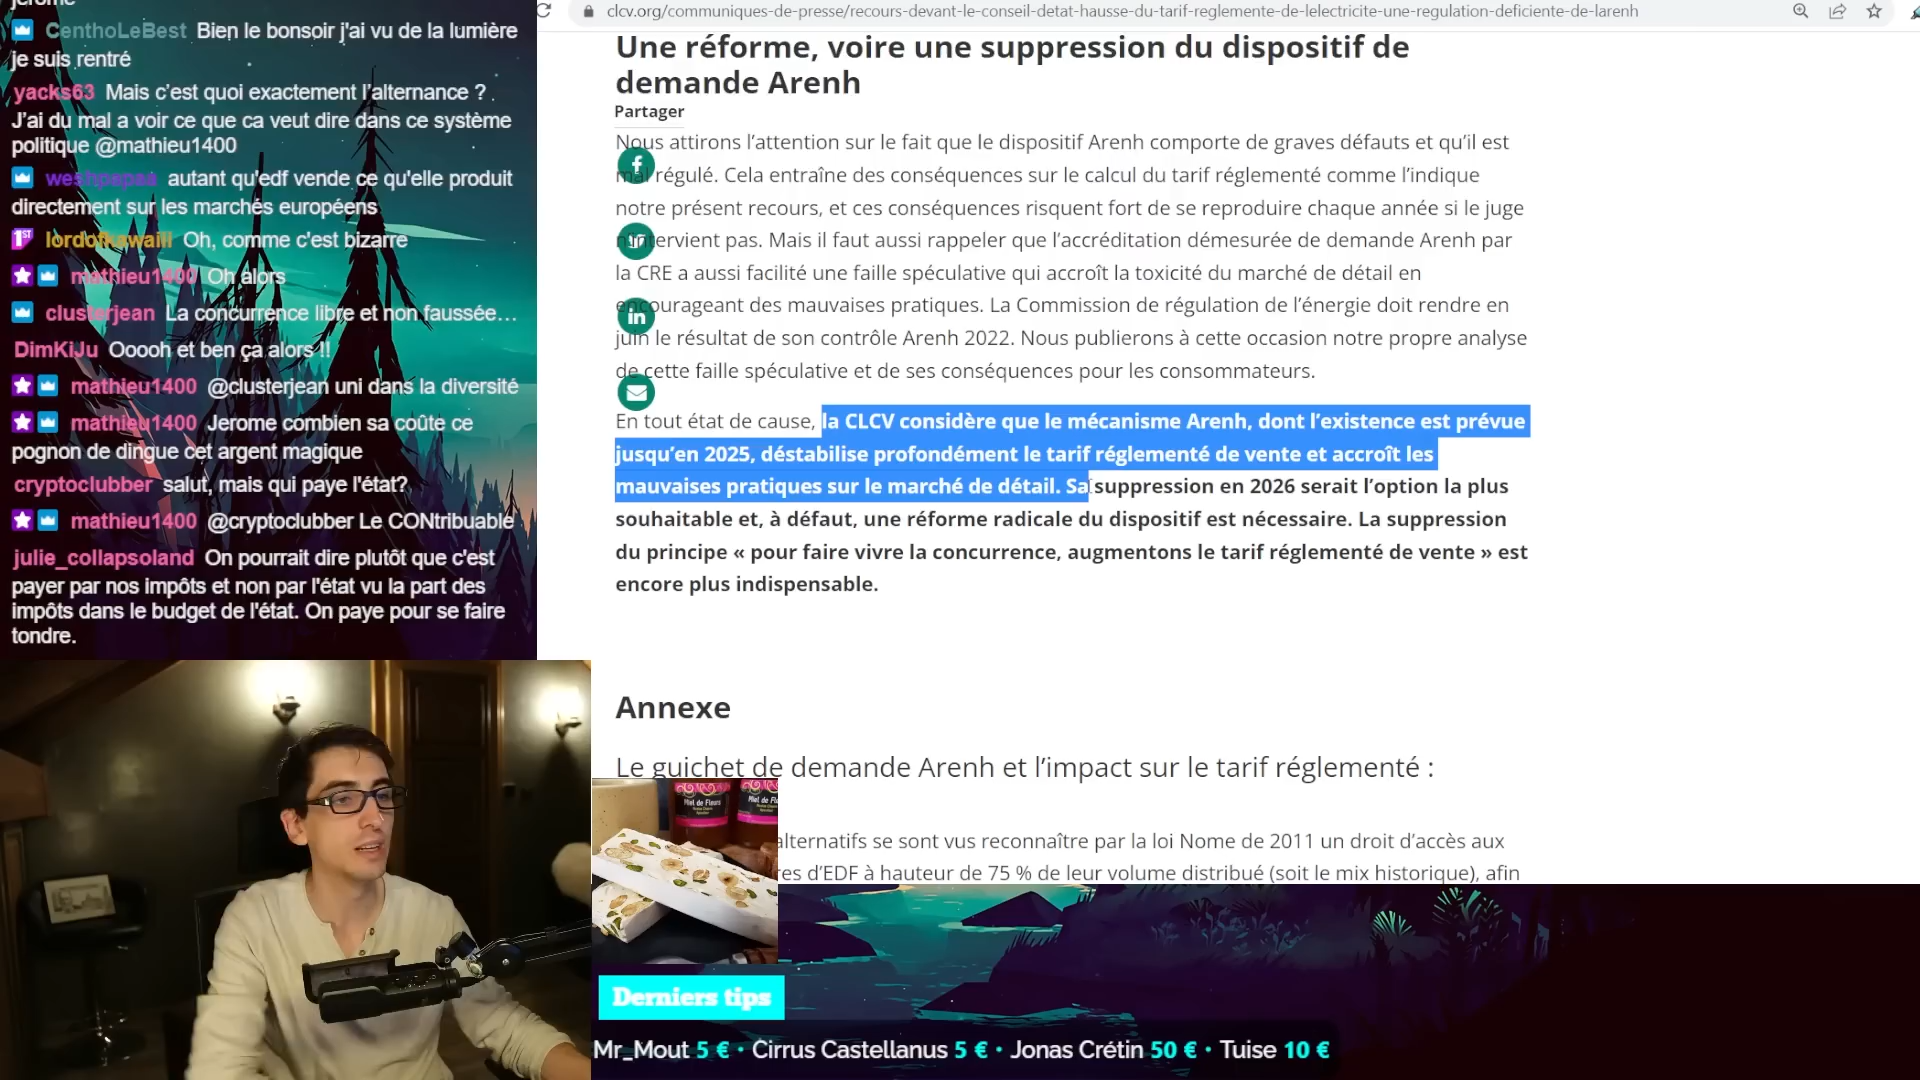 jerome
CenthoLeBest Bien le bonsoir j'ai vu de la lumière
je suis rentré
yacks63 Mais c'est quoi exactement l'alternance ?
J'ai du mal a voir ce que ca veut dire dans ce système
politique @mathieu1400
weshpapaa autant qu'edf vende ce qu'elle produit
directement sur les marchés européens
1ST lordofkawaiii Oh, comme c'est bizarre
mathieu1400 Oh alors
clusterjean La concurrence libre et non faussée…
DimKiJu Ooooh et ben ça alors !!
mathieu1400 @clusterjean uni dans la diversité
mathieu1400 Jerome combien sa coûte ce
pognon de dingue cet argent magique
cryptoclubber salut, mais qui paye l'état?
mathieu1400 @cryptoclubber Le CONtribuable
julie_collapsoland On pourrait dire plutôt que c'est
payer par nos impôts et non par l'état vu la part des
impôts dans le budget de l'état. On paye pour se faire
tondre.
clcv.org/communiques-de-presse/recours-devant-le-conseil-detat-hausse-du-tarif-reglemente-de-lelectricite-une-regulation-deficiente-de-larenh
Une réforme, voire une suppression du dispositif de
demande Arenh
Partager
Nous attirons l'attention sur le fait que le dispositif Arenh comporte de graves défauts et qu'il est
mal régulé. Cela entraîne des conséquences sur le calcul du tarif réglementé comme l'indique
notre présent recours, et ces conséquences risquent fort de se reproduire chaque année si le juge
n'intervient pas. Mais il faut aussi rappeler que l'accréditation démesurée de demande Arenh par
la CRE a aussi facilité une faille spéculative qui accroît la toxicité du marché de détail en
encourageant des mauvaises pratiques. La Commission de régulation de l'énergie doit rendre en
juin le résultat de son contrôle Arenh 2022. Nous publierons à cette occasion notre propre analyse
de cette faille spéculative et de ses conséquences pour les consommateurs.
En tout état de cause, la CLCV considère que le mécanisme Arenh, dont l'existence est prévue
jusqu'en 2025, déstabilise profondément le tarif réglementé de vente et accroît les
mauvaises pratiques sur le marché de détail. Sa suppression en 2026 serait l'option la plus
souhaitable et, à défaut, une réforme radicale du dispositif est nécessaire. La suppression
du principe « pour faire vivre la concurrence, augmentons le tarif réglementé de vente » est
encore plus indispensable.
Annexe
Le guichet de demande Arenh et l'impact sur le tarif réglementé :
alternatifs se sont vus reconnaître par la loi Nome de 2011 un droit d'accès aux
res d'EDF à hauteur de 75 % de leur volume distribué (soit le mix historique), afin
Miel de Fleurs
Miel de Fl
Derniers tips
Mr_Mout 5 € · Cirrus Castellanus 5 € · Jonas Crétin 50 € · Tuise 10 €